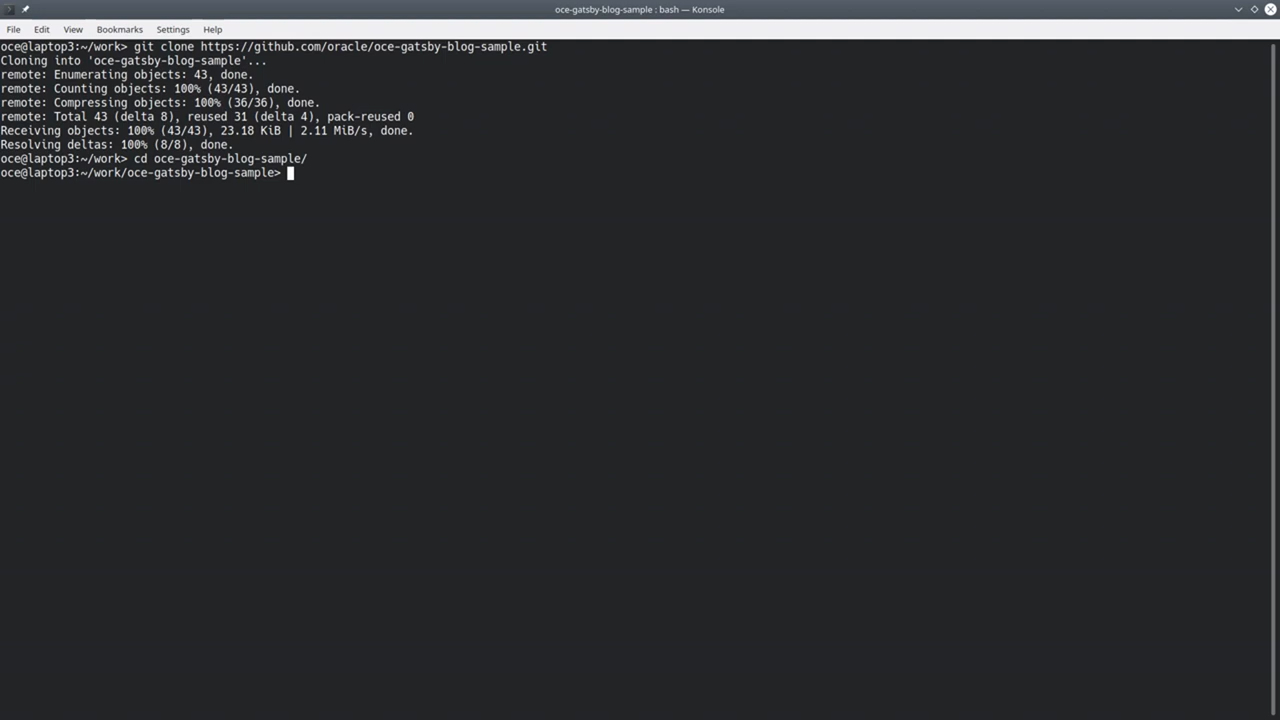 oce-gatsby-blog-sample : bash — Konsole
File Edit View Bookmarks Settings Help
oce@laptop3:~/work> git clone https://github.com/oracle/oce-gatsby-blog-sample.git
Cloning into 'oce-gatsby-blog-sample'...
remote: Enumerating objects: 43, done.
remote: Counting objects: 100% (43/43), done.
remote: Compressing objects: 100% (36/36), done.
remote: Total 43 (delta 8), reused 31 (delta 4), pack-reused 0
Receiving objects: 100% (43/43), 23.18 KiB | 2.11 MiB/s, done.
Resolving deltas: 100% (8/8), done.
oce@laptop3:~/work> cd oce-gatsby-blog-sample/
oce@laptop3:~/work/oce-gatsby-blog-sample>